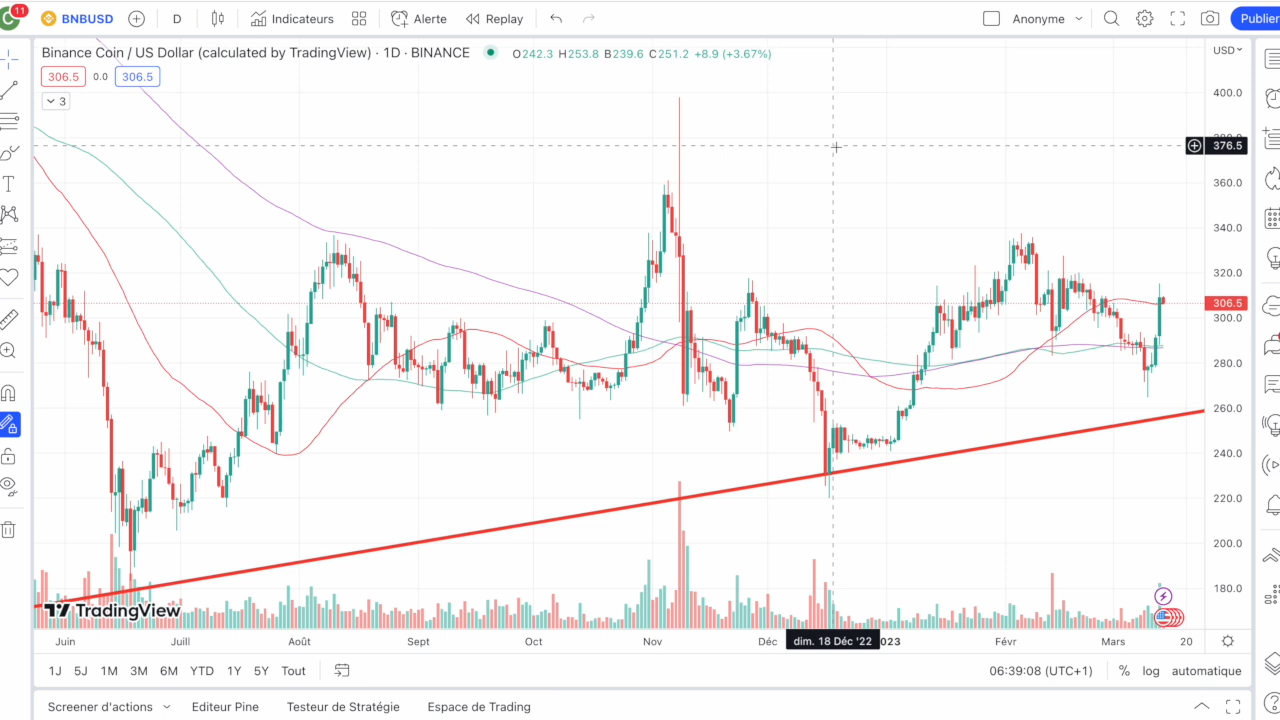 11
BNBUSD
D
Indicateurs
Alerte
Replay
Anonyme
Publier
Binance Coin / US Dollar (calculated by TradingView) · 1D · BINANCE
O242.3 H253.8 B239.6 C251.2 +8.9 (+3.67%)
USD
306.5 0.0 306.5
3
400.0
376.5
360.0
340.0
320.0
306.5
300.0
280.0
260.0
240.0
220.0
200.0
180.0
TradingView
Juin Juill Août Sept Oct Nov Déc dim. 18 Déc '22 Févr Mars 20
1J 5J 1M 3M 6M YTD 1Y 5Y Tout
06:39:08 (UTC+1) % log automatique
Screener d'actions Editeur Pine Testeur de Stratégie Espace de Trading